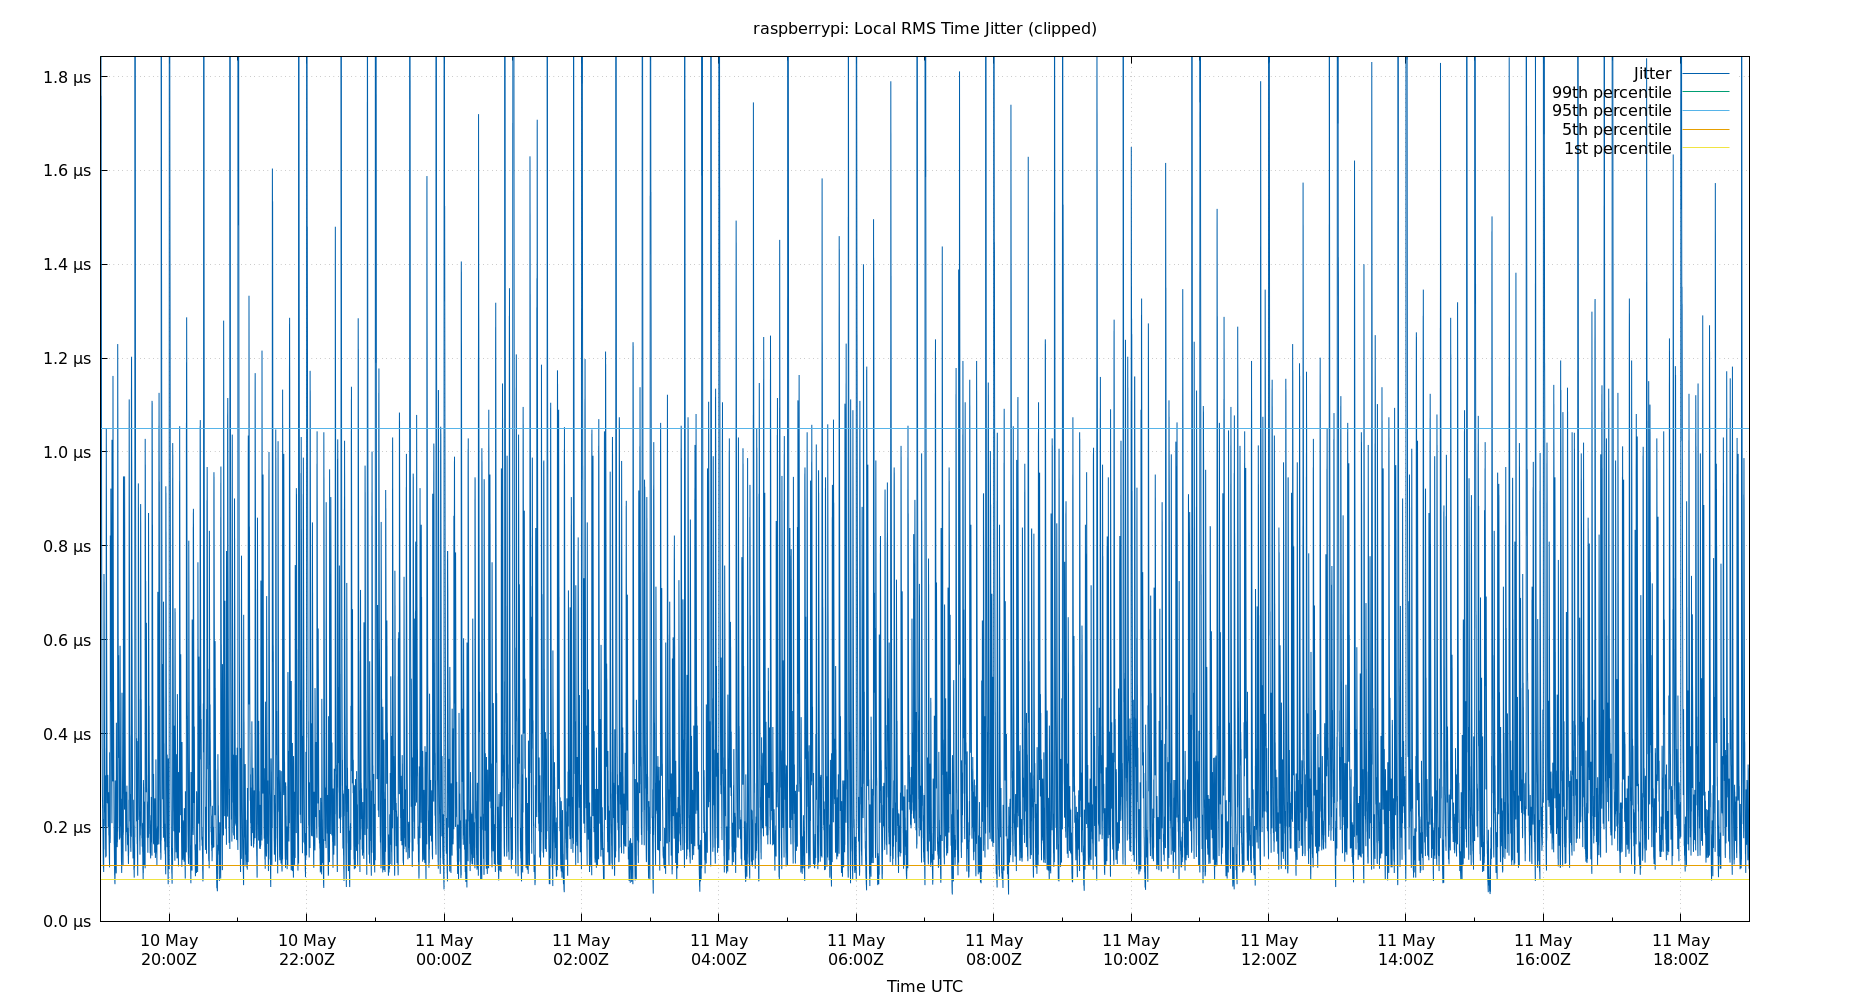 raspberrypi: Local RMS Time Jitter (clipped)
1.8 µs
1.6 µs
1.4 µs
1.2 µs
1.0 µs
0.8 µs
0.6 µs
0.4 µs
0.2 µs
0.0 µs
Jitter
99th percentile
95th percentile
5th percentile
1st percentile
10 May 10 May 11 May 11 May 11 May 11 May 11 May 11 May 11 May 11 May 11 May 11 May
20:00Z 22:00Z 00:00Z 02:00Z 04:00Z 06:00Z 08:00Z 10:00Z 12:00Z 14:00Z 16:00Z 18:00Z
Time UTC